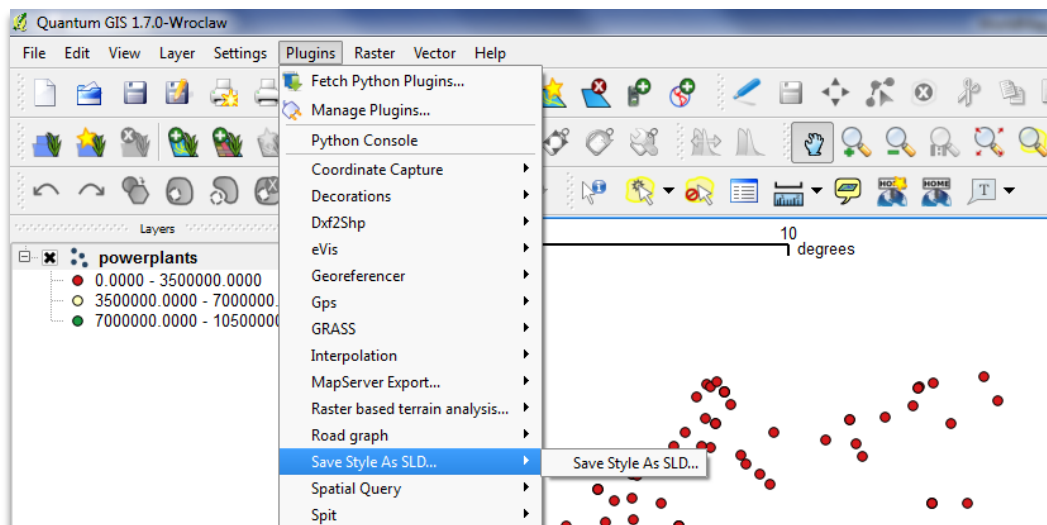 Quantum GIS 1.7.0-Wroclaw
File Edit View Layer Settings Plugins Raster Vector Help
Fetch Python Plugins...
Manage Plugins...
Python Console
Coordinate Capture
Decorations
Dxf2Shp
eVis
Georeferencer
Gps
GRASS
Interpolation
MapServer Export...
Raster based terrain analysis...
Road graph
Save Style As SLD...
Save Style As SLD...
Spatial Query
Spit
HOME
HOME
T
Layers
powerplants
0.0000 - 3500000.0000
3500000.0000 - 7000000.
7000000.0000 - 1050000
10
degrees